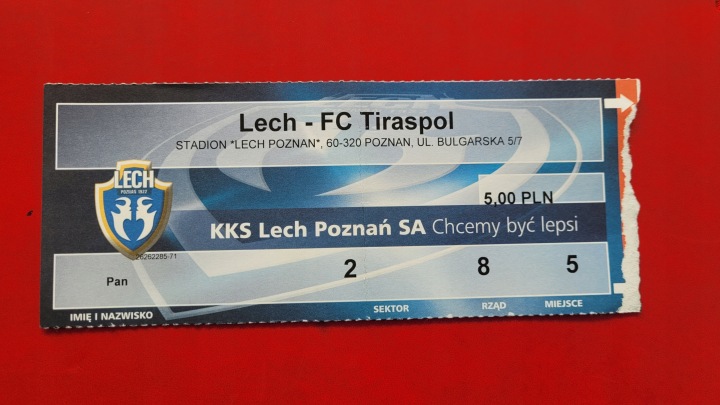 Lech - FC Tiraspol
STADION *LECH POZNAN*, 60-320 POZNAN, UL. BULGARSKA 5/7
LECH
POZNAŃ 1922
5,00 PLN
KKS Lech Poznań SA Chcemy być lepsi
26262285-71
Pan 2 8 5
IMIĘ I NAZWISKO SEKTOR RZĄD MIEJSCE